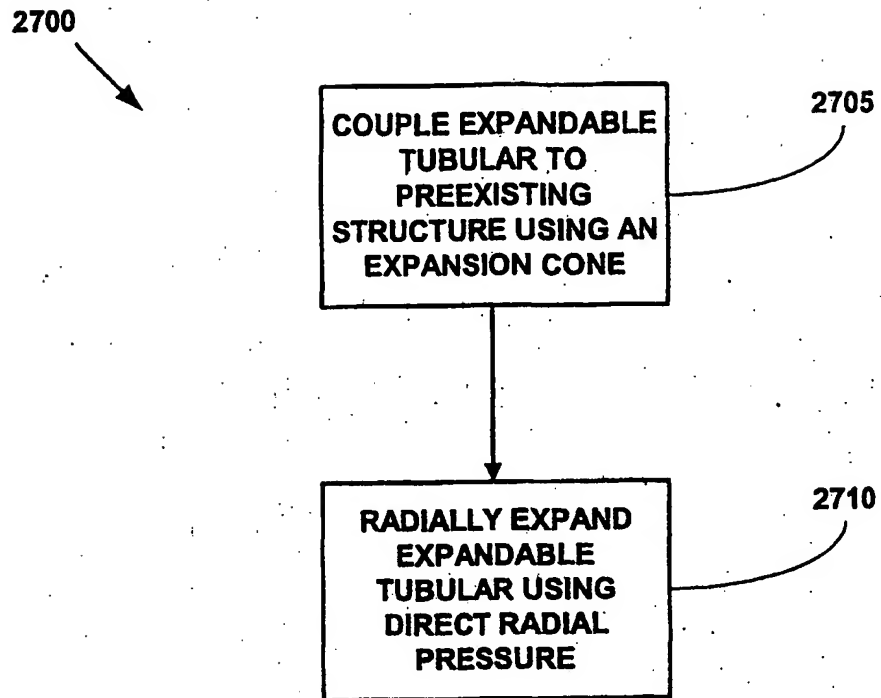 2700
COUPLE EXPANDABLE
TUBULAR TO
PREEXISTING
STRUCTURE USING AN
EXPANSION CONE
2705
RADIALLY EXPAND
EXPANDABLE
TUBULAR USING
DIRECT RADIAL
PRESSURE
2710